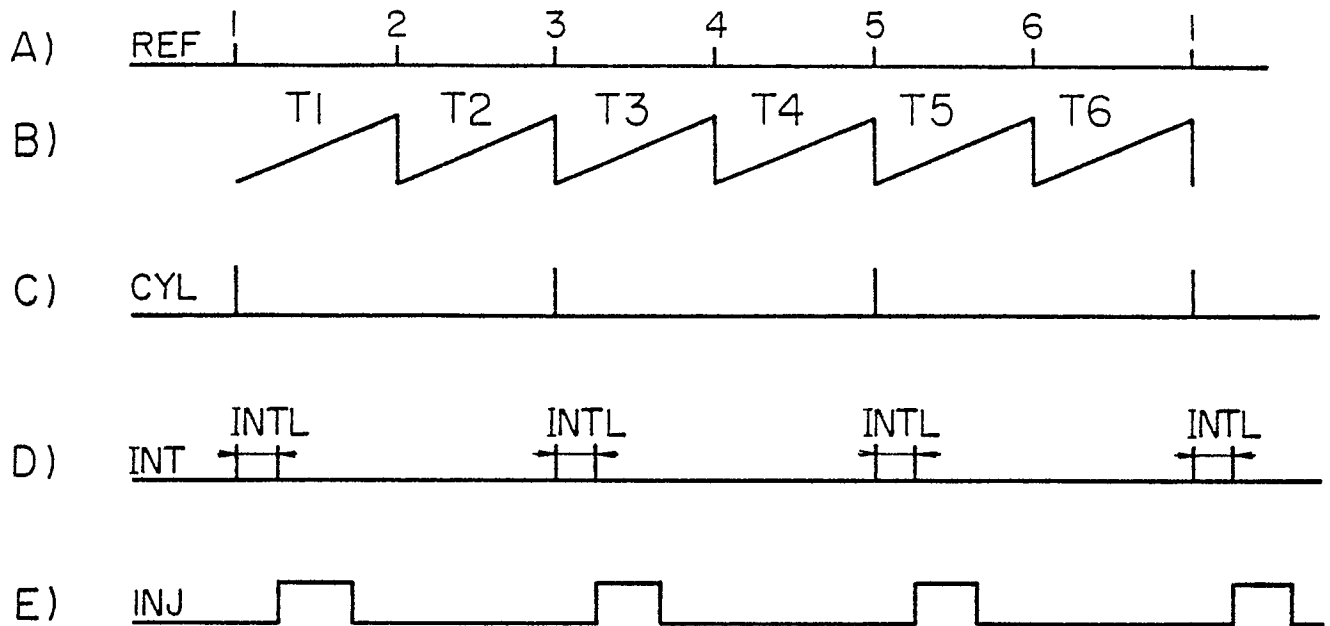 1 2 3 4 5 6 1
A) REF
T1 T2 T3 T4 T5 T6
B)
C) CYL
INTL INTL INTL INTL
D) INT
E) INJ